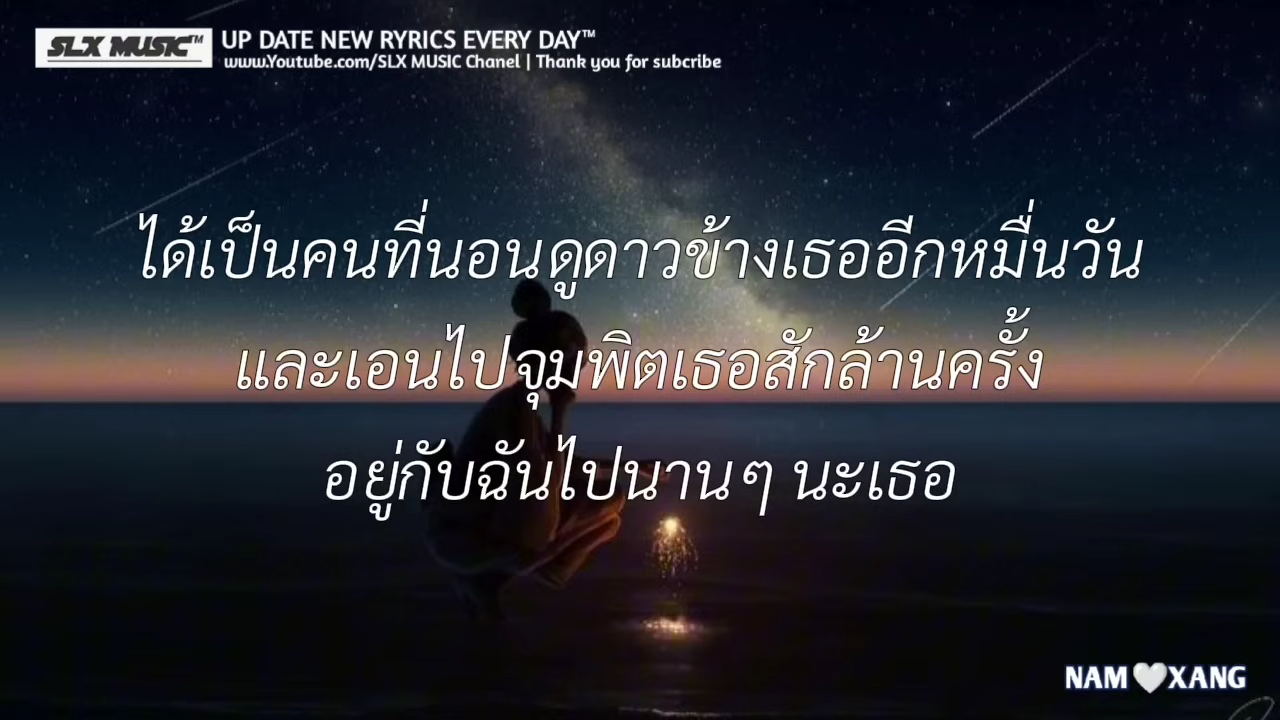 SLX MUSIC™
UP DATE NEW RYRICS EVERY DAY™
www.Youtube.com/SLX MUSIC Chanel | Thank you for subcribe
ได้เป็นคนที่นอนดูดาวข้างเธออีกหมื่นวัน
และเอนไปจุมพิตเธอสักล้านครั้ง
อยู่กับฉันไปนานๆ นะเธอ
NAM🤍XANG